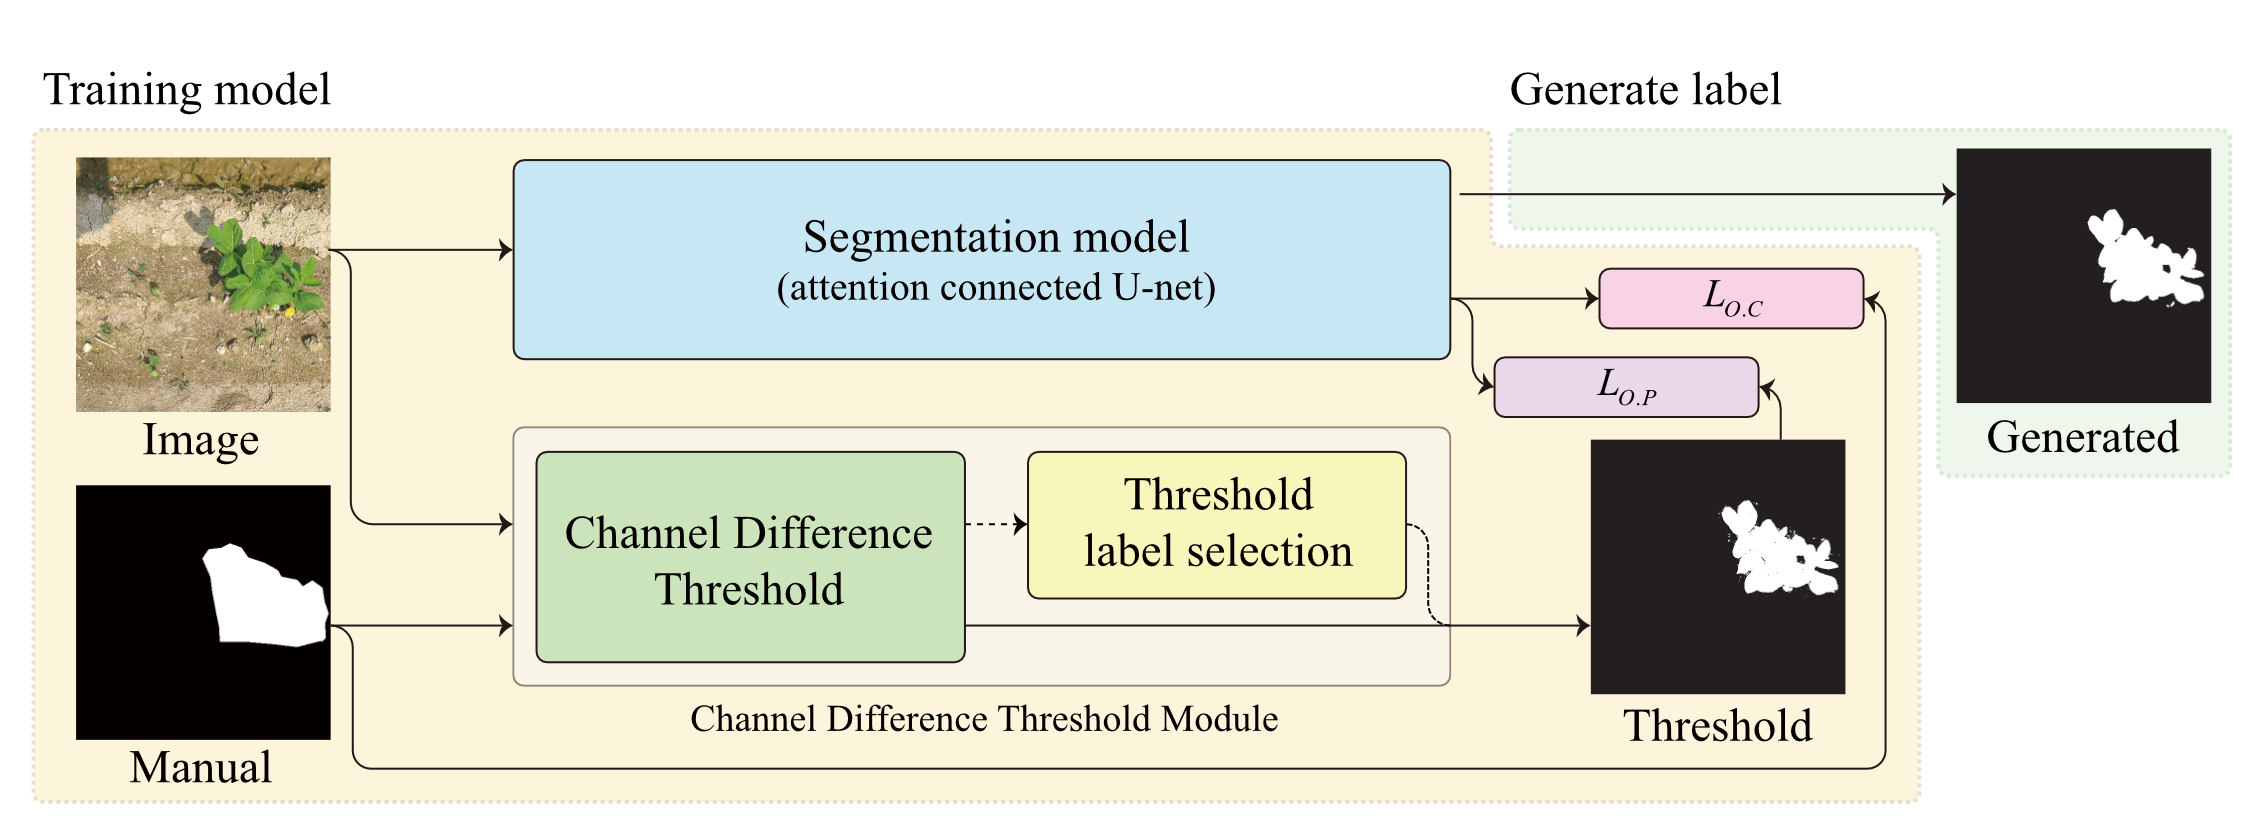 Training model
Generate label
Segmentation model
(attention connected U-net)
L_{O.C}
L_{O.P}
Image
Generated
Channel Difference
Threshold
Threshold
label selection
Channel Difference Threshold Module
Threshold
Manual